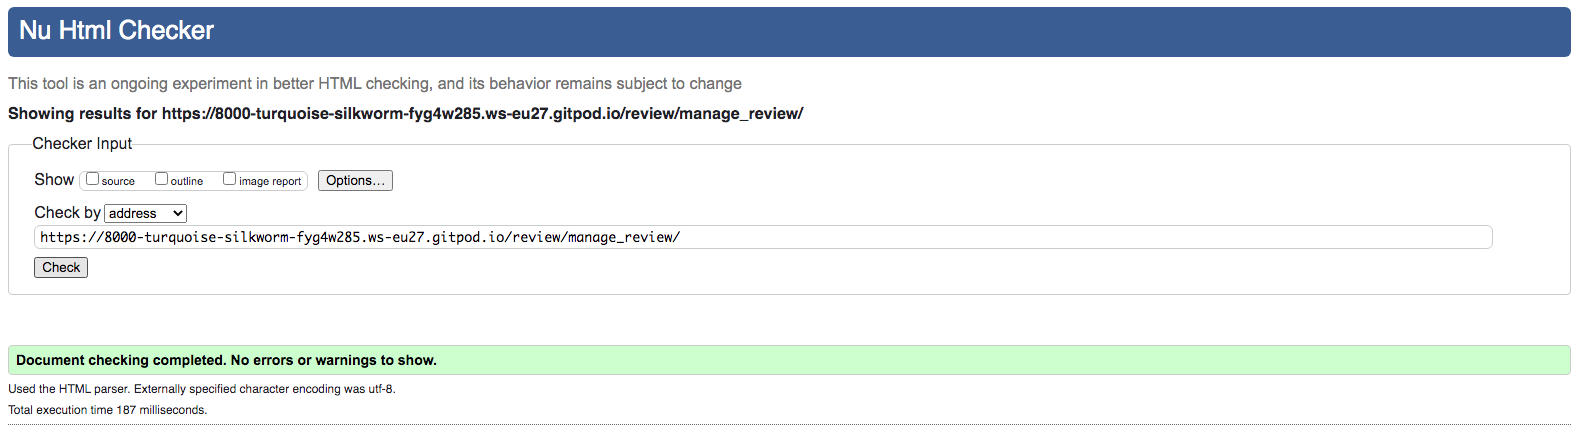 Nu Html Checker
This tool is an ongoing experiment in better HTML checking, and its behavior remains subject to change
Showing results for https://8000-turquoise-silkworm-fyg4w285.ws-eu27.gitpod.io/review/manage_review/
Checker Input
Show source outline image report Options...
Check by address
https://8000-turquoise-silkworm-fyg4w285.ws-eu27.gitpod.io/review/manage_review/
Check
Document checking completed. No errors or warnings to show.
Used the HTML parser. Externally specified character encoding was utf-8.
Total execution time 187 milliseconds.